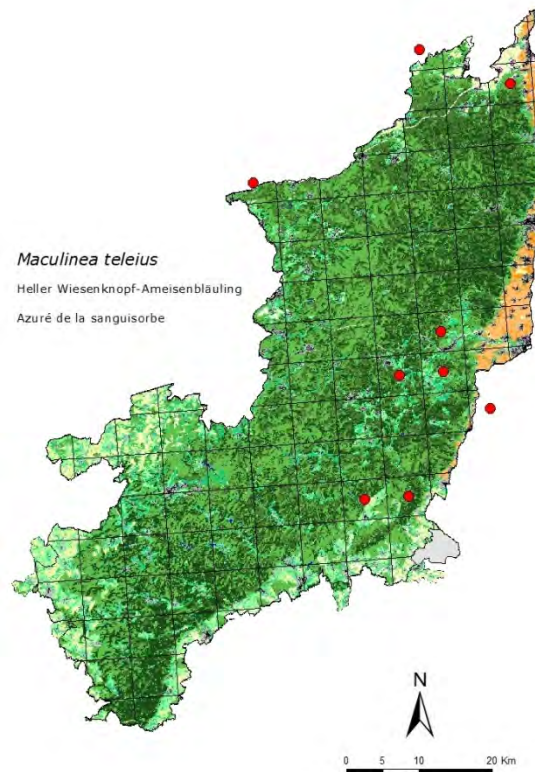 Maculinea teleius
Heller Wiesenknopf-Ameisenbläuling
Azuré de la sanguisorbe
N
0 5 10 20 Km